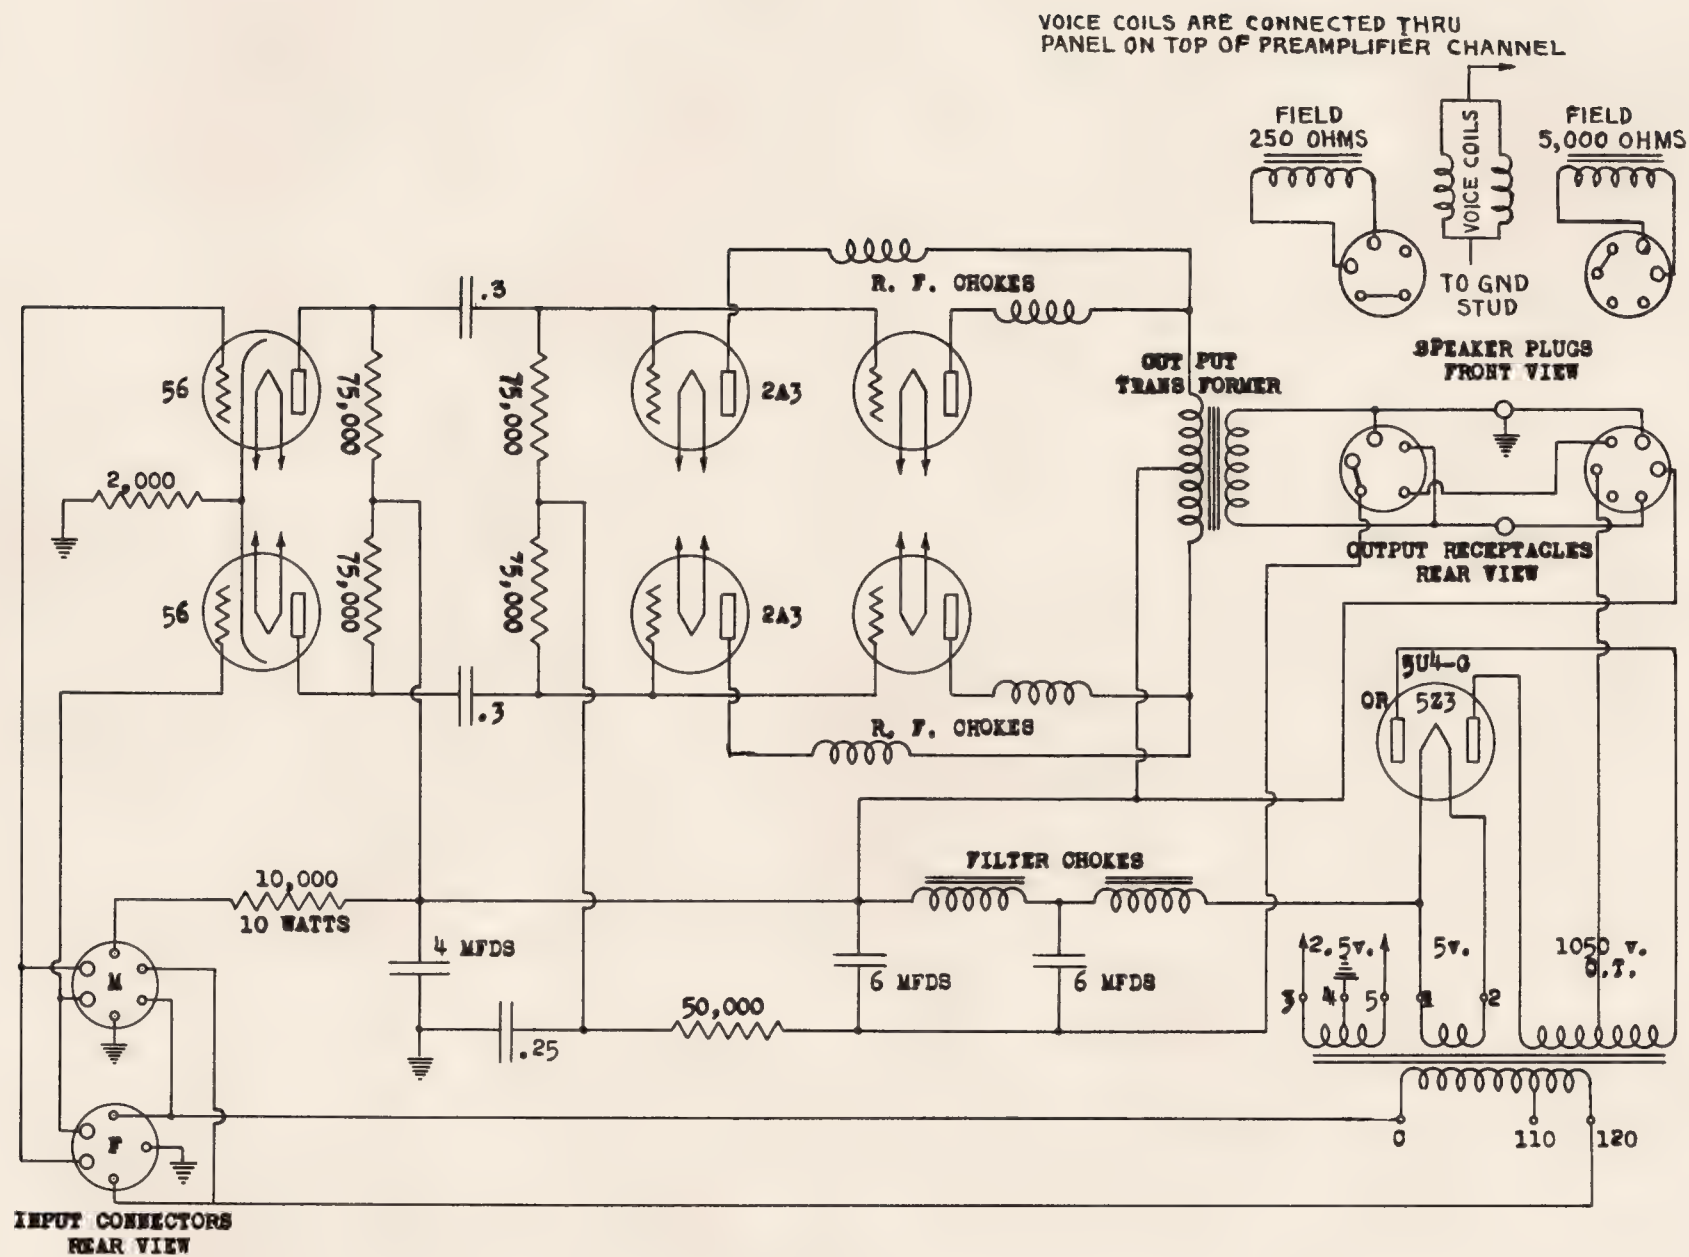 VOICE COILS ARE CONNECTED THRU
PANEL ON TOP OF PREAMPLIFIER CHANNEL
FIELD
250 OHMS
VOICE COILS
FIELD
5,000 OHMS
TO GND
STUD
SPEAKER PLUGS
FRONT VIEW
.3
R. F. CHOKES
OUT PUT
TRANS FORMER
56
75,000
75,000
2A3
2,000
OUTPUT RECEPTACLES
REAR VIEW
56
75,000
75,000
2A3
.3
R. F. CHOKES
5U4-G
OR 5Z3
FILTER CHOKES
10,000
10 WATTS
4 MFDS
6 MFDS
6 MFDS
2.5v.
5v.
1050 v.
C.T.
M
50,000
3
4
5
1
2
.25
F
0
110
120
INPUT CONNECTORS
REAR VIEW